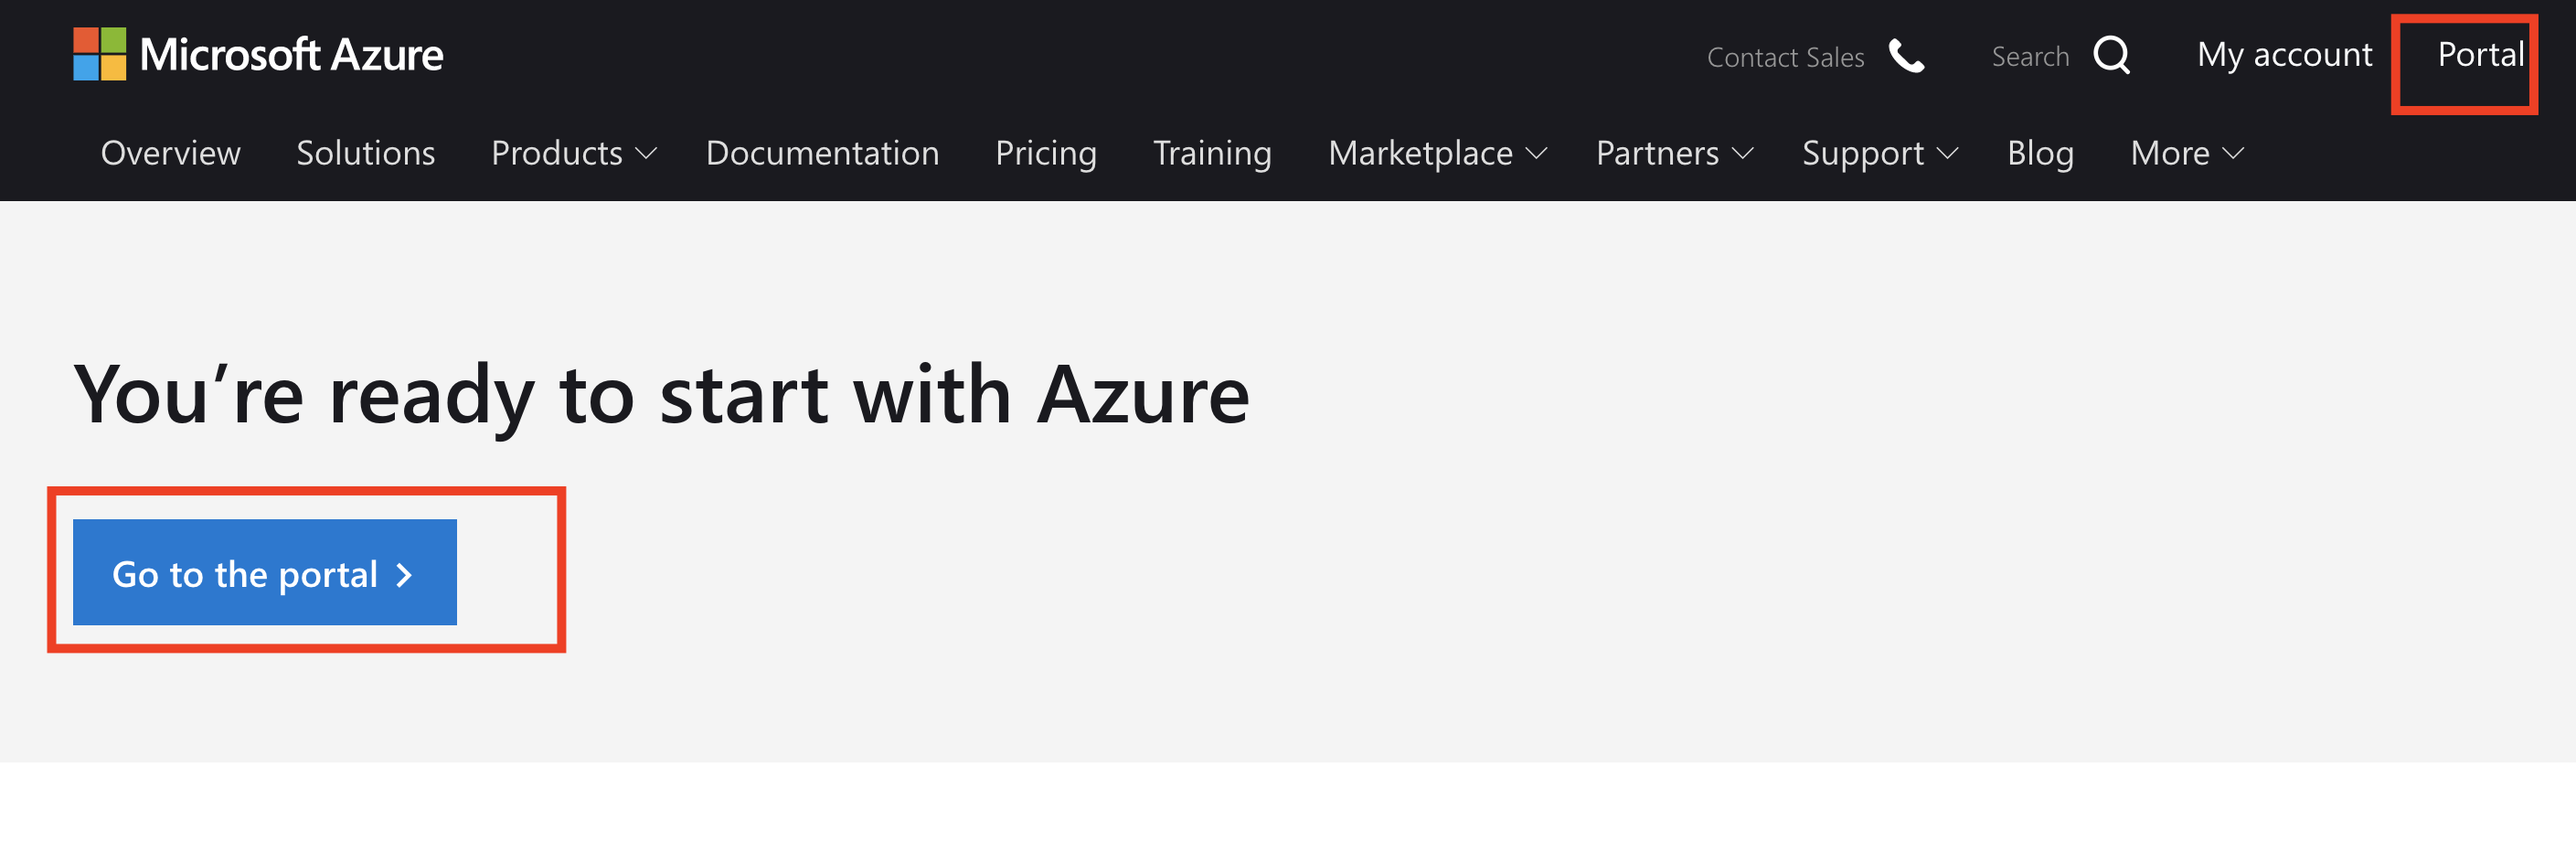 Microsoft Azure
Contact Sales Search My account Portal
Overview Solutions Products Documentation Pricing Training Marketplace Partners Support Blog More
You’re ready to start with Azure
Go to the portal